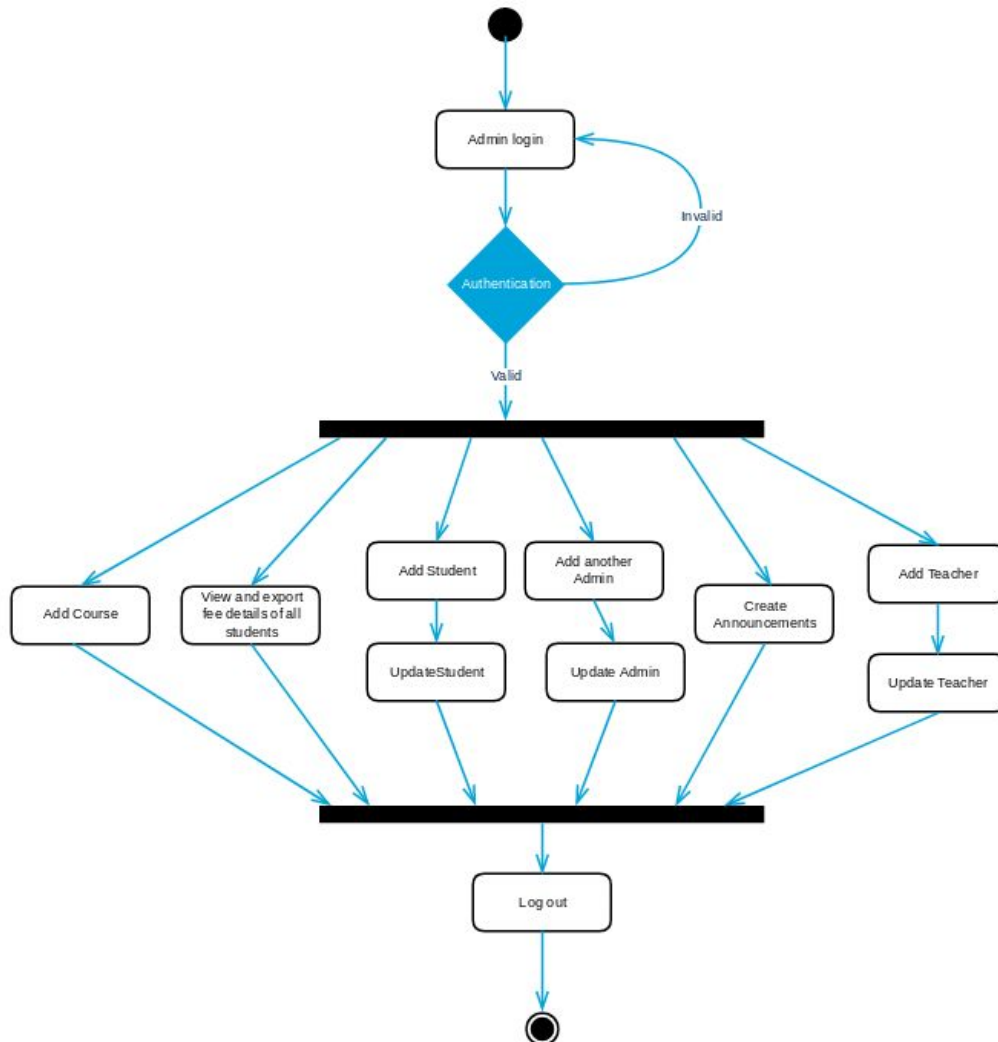 Admin login
Invalid
Authentication
Valid
Add Course
View and export
fee details of all
students
Add Student
UpdateStudent
Add another
Admin
Update Admin
Create
Announcements
Add Teacher
Update Teacher
Log out